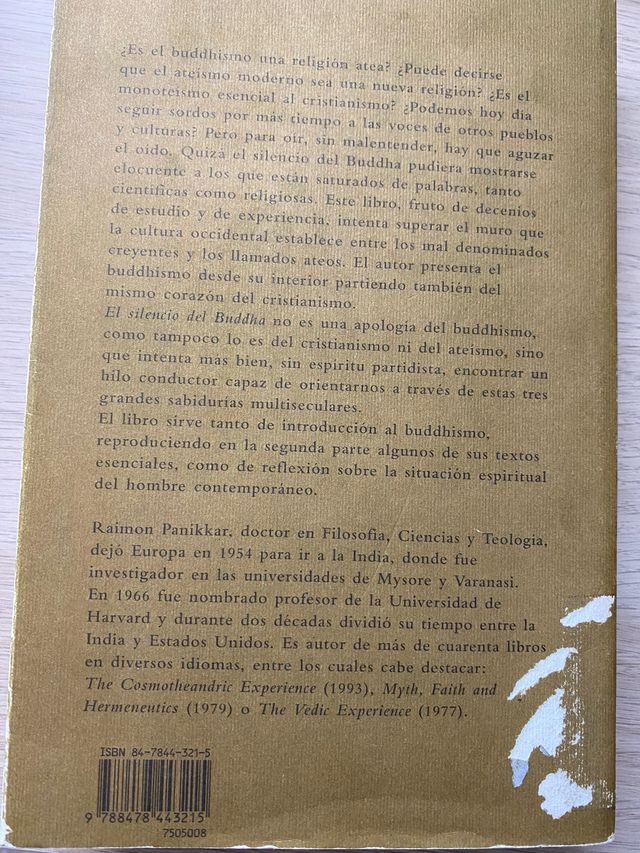 ¿Es el buddhismo una religión atea? ¿Puede decirse
que el ateísmo moderno sea una nueva religión? ¿Es el
monoteísmo esencial al cristianismo? ¿Podemos hoy día
seguir sordos por más tiempo a las voces de otros pueblos
y culturas? Pero para oír, sin malentender, hay que aguzar
el oído. Quizá el silencio del Buddha pudiera mostrarse
elocuente a los que están saturados de palabras, tanto
científicas como religiosas. Este libro, fruto de decenios
de estudio y de experiencia, intenta superar el muro que
la cultura occidental establece entre los mal denominados
creyentes y los llamados ateos. El autor presenta el
buddhismo desde su interior partiendo también del
mismo corazón del cristianismo.
El silencio del Buddha no es una apología del buddhismo,
como tampoco lo es del cristianismo ni del ateísmo, sino
que intenta mas bien, sin espíritu partidista, encontrar un
hilo conductor capaz de orientarnos a través de estas tres
grandes sabidurías multiseculares.
El libro sirve tanto de introducción al buddhismo,
reproduciendo en la segunda parte algunos de sus textos
esenciales, como de reflexión sobre la situación espiritual
del hombre contemporáneo.
Raimon Panikkar, doctor en Filosofía, Ciencias y Teología,
dejó Europa en 1954 para ir a la India, donde fue
investigador en las universidades de Mysore y Varanasi.
En 1966 fue nombrado profesor de la Universidad de
Harvard y durante dos décadas dividió su tiempo entre la
India y Estados Unidos. Es autor de más de cuarenta libros
en diversos idiomas, entre los cuales cabe destacar:
The Cosmotheandric Experience (1993), Myth, Faith and
Hermeneutics (1979) o The Vedic Experience (1977).
ISBN 84-7844-321-5
9 788478 443215
7505008